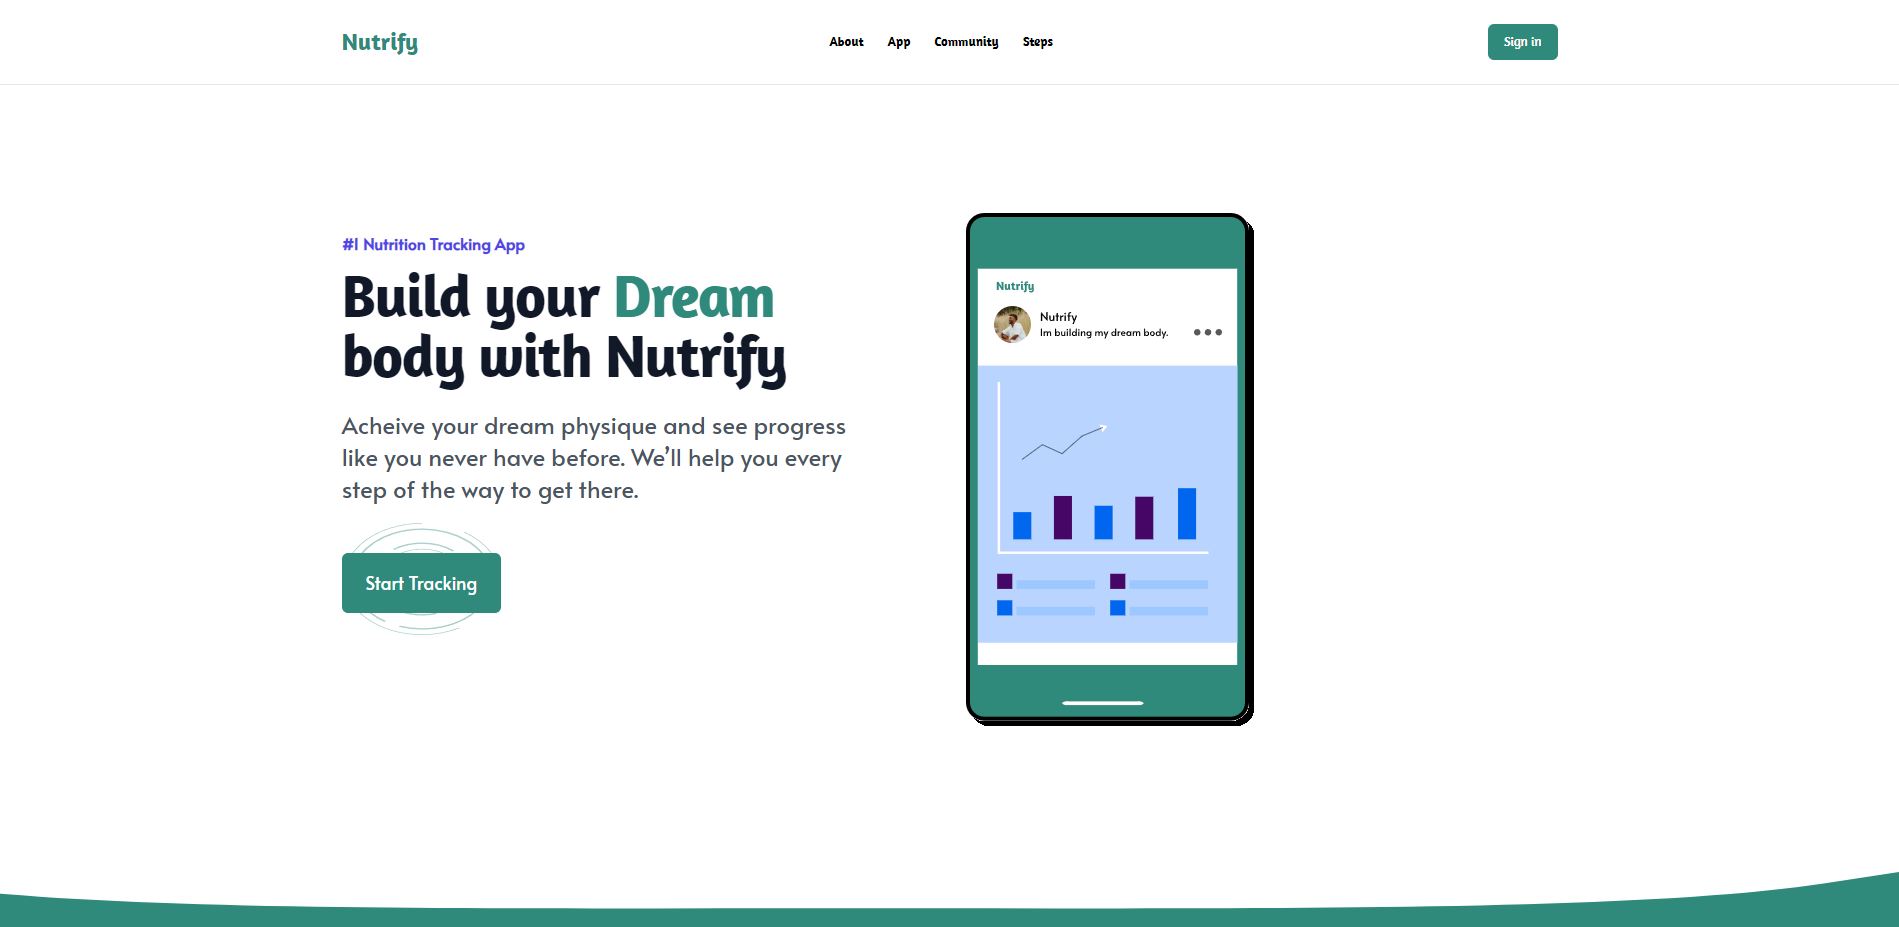 Nutrify
About App Community Steps
Sign in
#1 Nutrition Tracking App
Build your Dream
body with Nutrify
Acheive your dream physique and see progress
like you never have before. We’ll help you every
step of the way to get there.
Start Tracking
Nutrify
Nutrify
Im building my dream body.